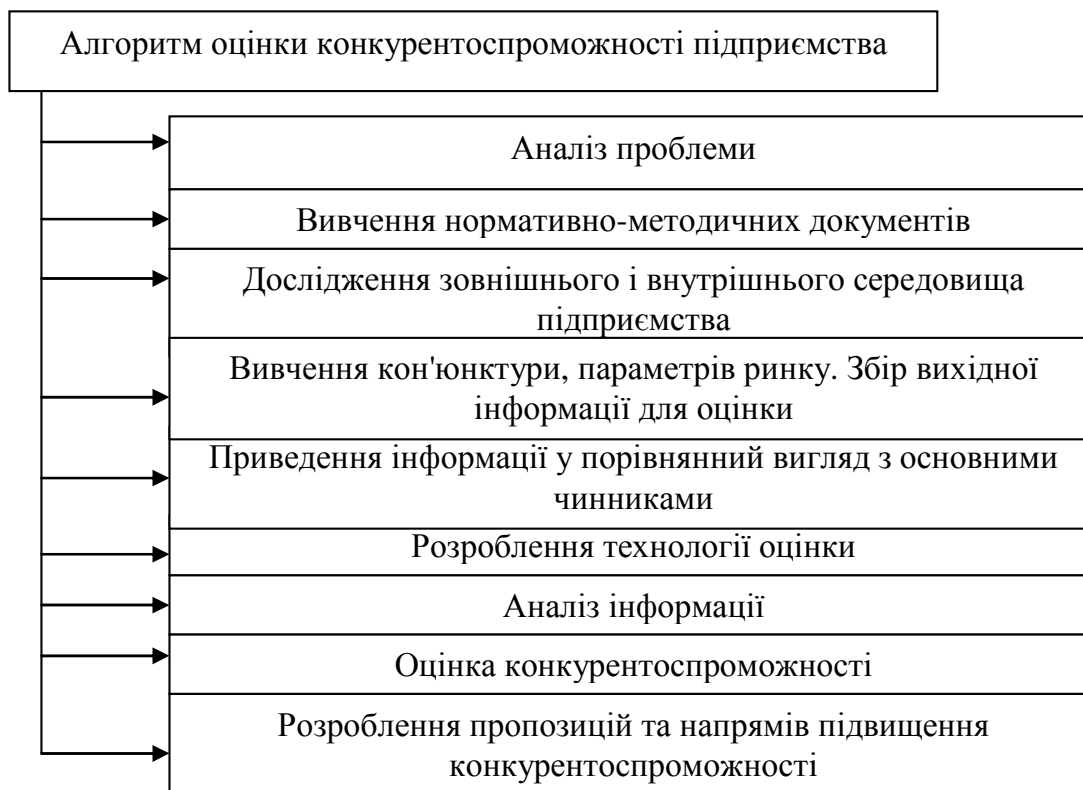 Алгоритм оцінки конкурентоспроможності підприємства
Аналіз проблеми
Вивчення нормативно-методичних документів
Дослідження зовнішнього і внутрішнього середовища
підприємства
Вивчення кон'юнктури, параметрів ринку. Збір вихідної
інформації для оцінки
Приведення інформації у порівнянний вигляд з основними
чинниками
Розроблення технології оцінки
Аналіз інформації
Оцінка конкурентоспроможності
Розроблення пропозицій та напрямів підвищення
конкурентоспроможності